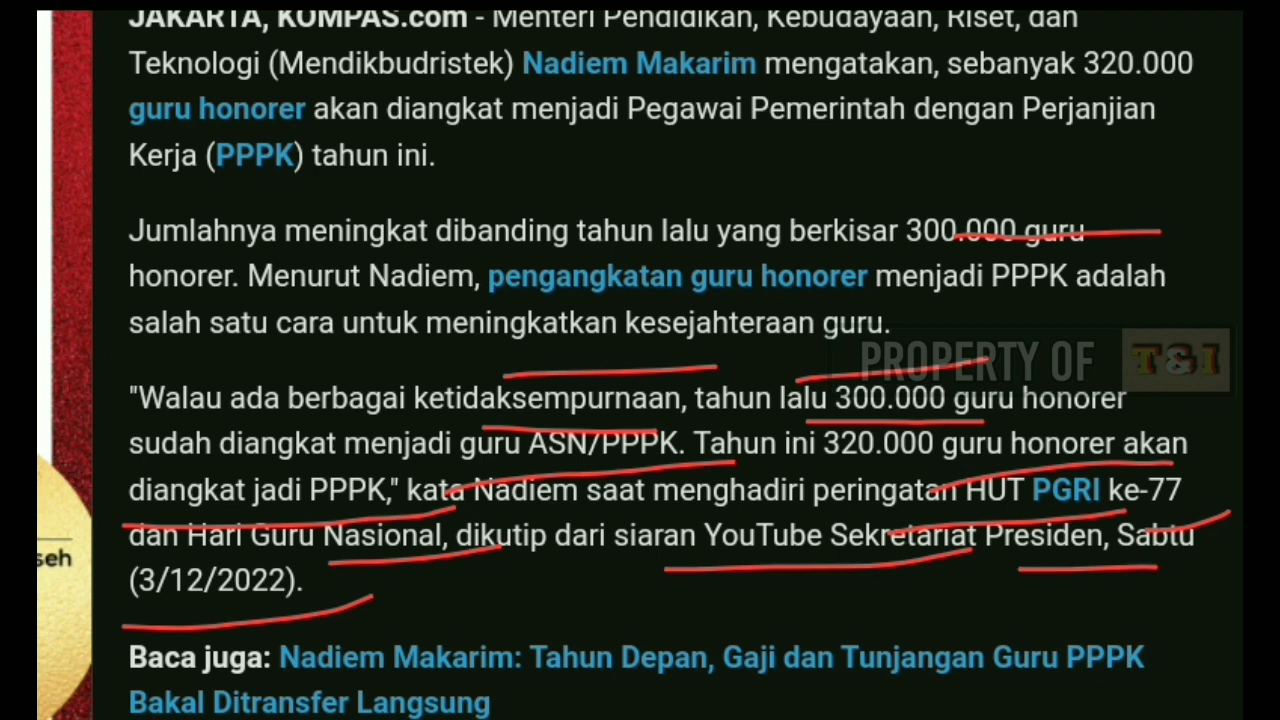 JAKARTA, KOMPAS.com - Menteri Pendidikan, Kebudayaan, Riset, dan
Teknologi (Mendikbudristek) Nadiem Makarim mengatakan, sebanyak 320.000
guru honorer akan diangkat menjadi Pegawai Pemerintah dengan Perjanjian
Kerja (PPPK) tahun ini.
Jumlahnya meningkat dibanding tahun lalu yang berkisar 300.000 guru
honorer. Menurut Nadiem, pengangkatan guru honorer menjadi PPPK adalah
salah satu cara untuk meningkatkan kesejahteraan guru.
PROPERTY OF T&I
"Walau ada berbagai ketidaksempurnaan, tahun lalu 300.000 guru honorer
sudah diangkat menjadi guru ASN/PPPK. Tahun ini 320.000 guru honorer akan
diangkat jadi PPPK," kata Nadiem saat menghadiri peringatan HUT PGRI ke-77
dan Hari Guru Nasional, dikutip dari siaran YouTube Sekretariat Presiden, Sabtu
(3/12/2022).
seh
Baca juga: Nadiem Makarim: Tahun Depan, Gaji dan Tunjangan Guru PPPK
Bakal Ditransfer Langsung